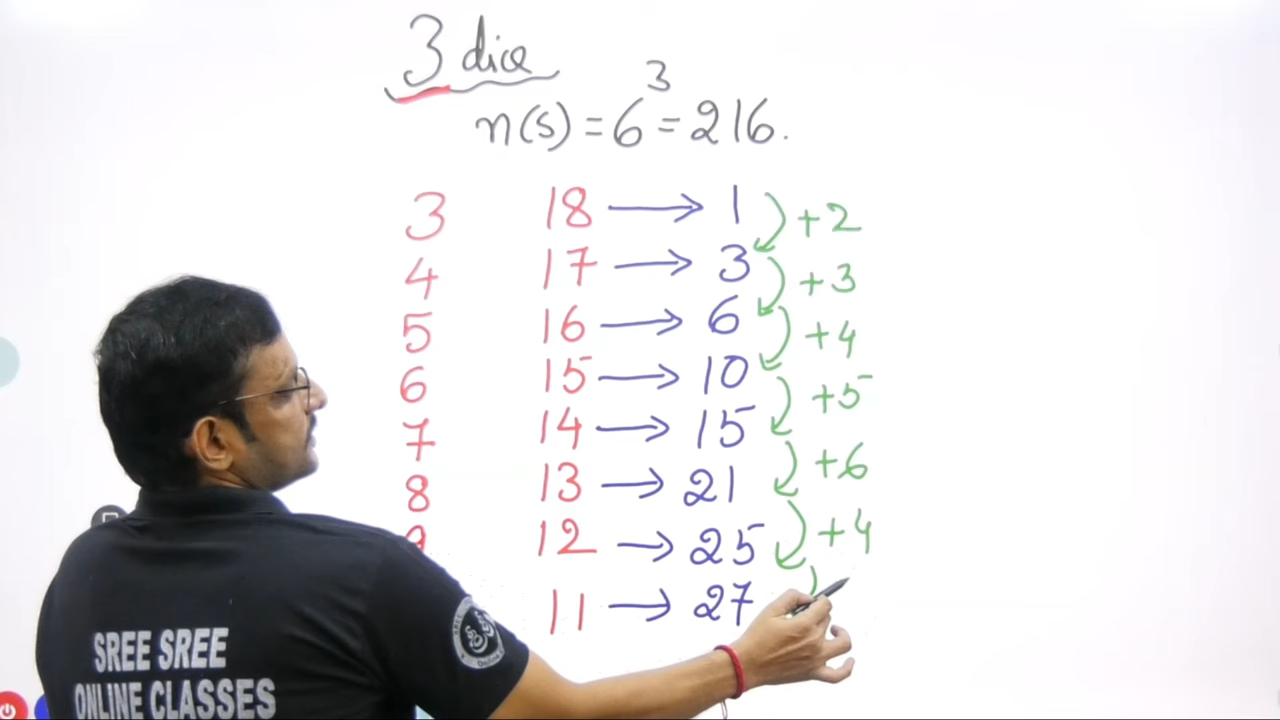 3 dice
n(s) = 6³ = 216.
3 18 → 1 +2
4 17 → 3 +3
5 16 → 6 +4
6 15 → 10 +5
7 14 → 15 +6
8 13 → 21 +4
12 → 25
11 → 27
SREE SREE
ONLINE CLASSES